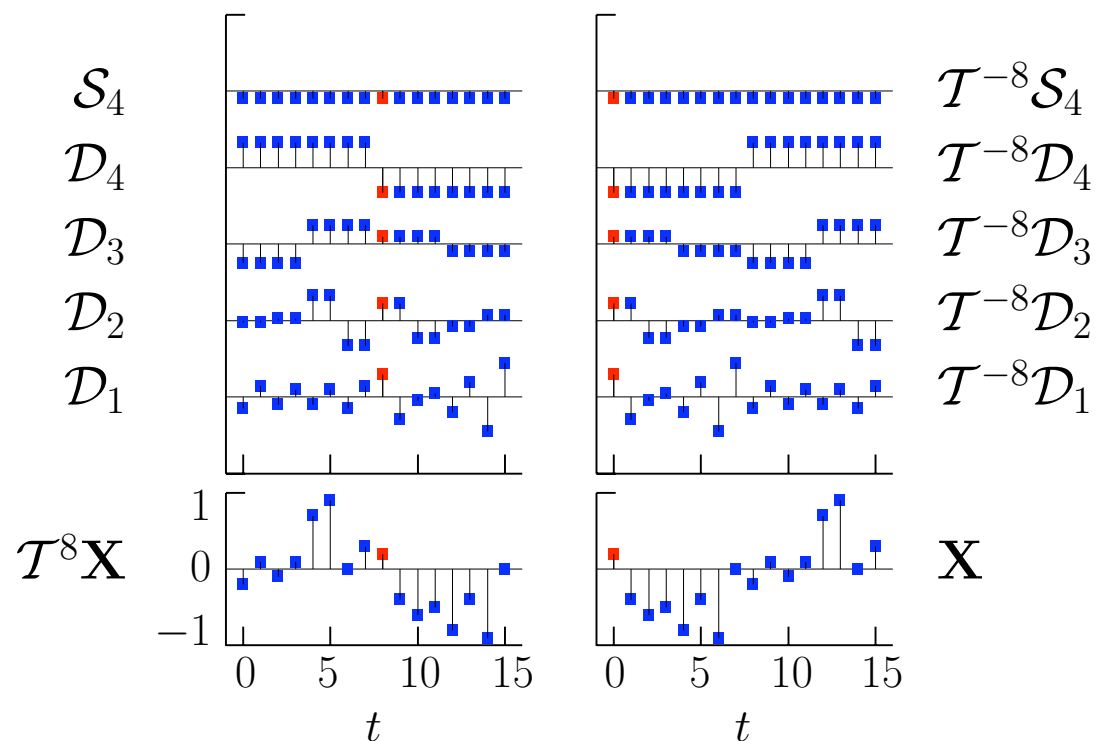 𝒮₄ 𝒯⁻⁸𝒮₄
𝒟₄ 𝒯⁻⁸𝒟₄
𝒟₃ 𝒯⁻⁸𝒟₃
𝒟₂ 𝒯⁻⁸𝒟₂
𝒟₁ 𝒯⁻⁸𝒟₁
1
𝒯⁸𝐗 0 𝐗
−1
0 5 10 15 0 5 10 15
t t